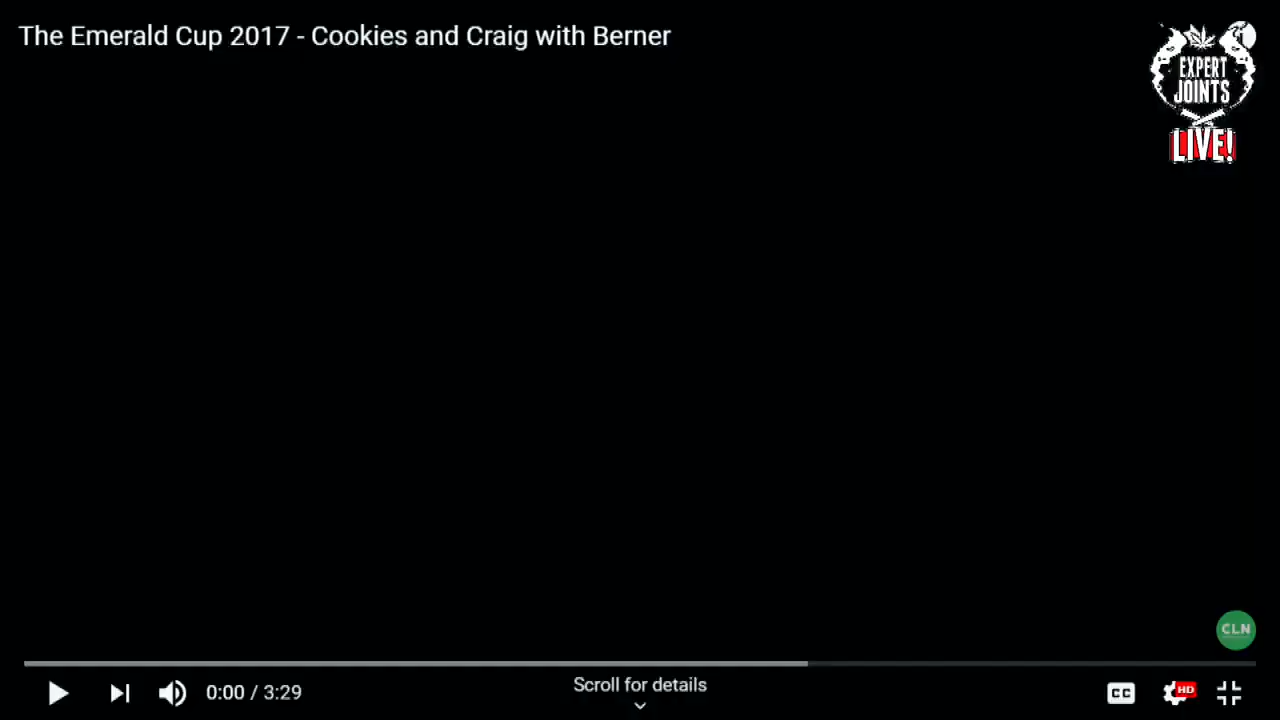 The Emerald Cup 2017 - Cookies and Craig with Berner
EXPERT
JOINTS
LIVE!
CLN
0:00 / 3:29
Scroll for details
CC
HD